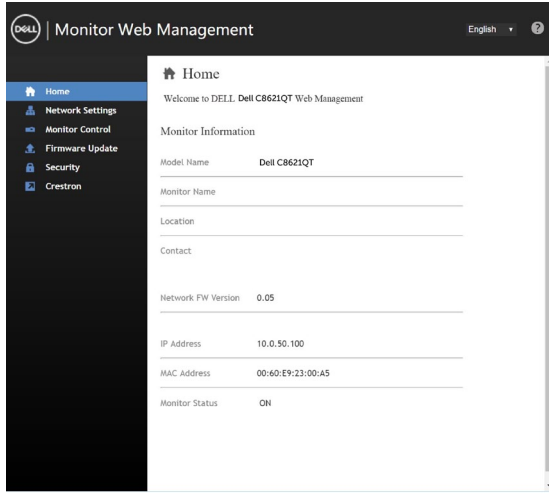 DELL | Monitor Web Management
English
?
Home
Network Settings
Monitor Control
Firmware Update
Security
Crestron
Home
Welcome to DELL Dell C8621QT Web Management
Monitor Information
Model Name Dell C8621QT
Monitor Name
Location
Contact
Network FW Version 0.05
IP Address 10.0.50.100
MAC Address 00:60:E9:23:00:A5
Monitor Status ON